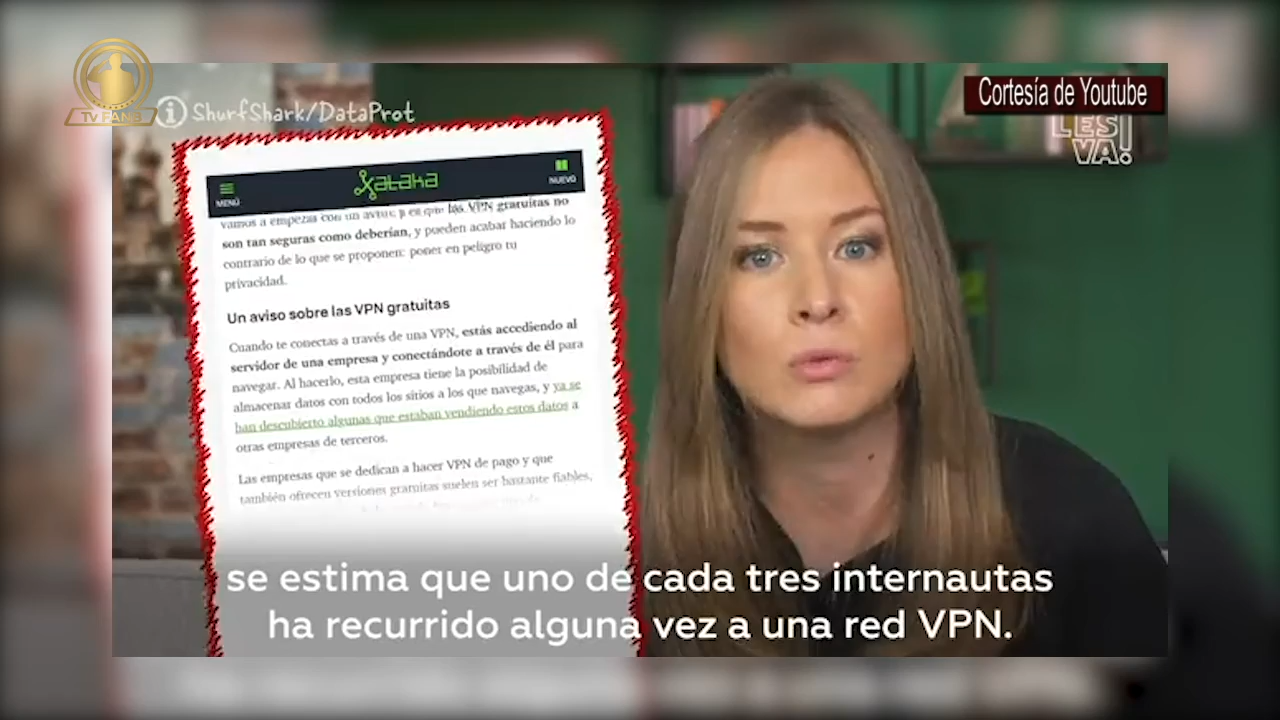 TV FANB
ShurfShark/DataProt
Cortesía de Youtube
LES
VA!
MENÚ
xataka
NUEVO
vamos a empezar con un aviso, y es que las VPN gratuitas no
son tan seguras como deberían, y pueden acabar haciendo lo
contrario de lo que se proponen: poner en peligro tu
privacidad.
Un aviso sobre las VPN gratuitas
Cuando te conectas a través de una VPN, estás accediendo al
servidor de una empresa y conectándote a través de él para
navegar. Al hacerlo, esta empresa tiene la posibilidad de
almacenar datos con todos los sitios a los que navegas, y ya se
han descubierto algunas que estaban vendiendo estos datos a
otras empresas de terceros.
Las empresas que se dedican a hacer VPN de pago y que
también ofrecen versiones gratuitas suelen ser bastante fiables,
se estima que uno de cada tres internautas
ha recurrido alguna vez a una red VPN.